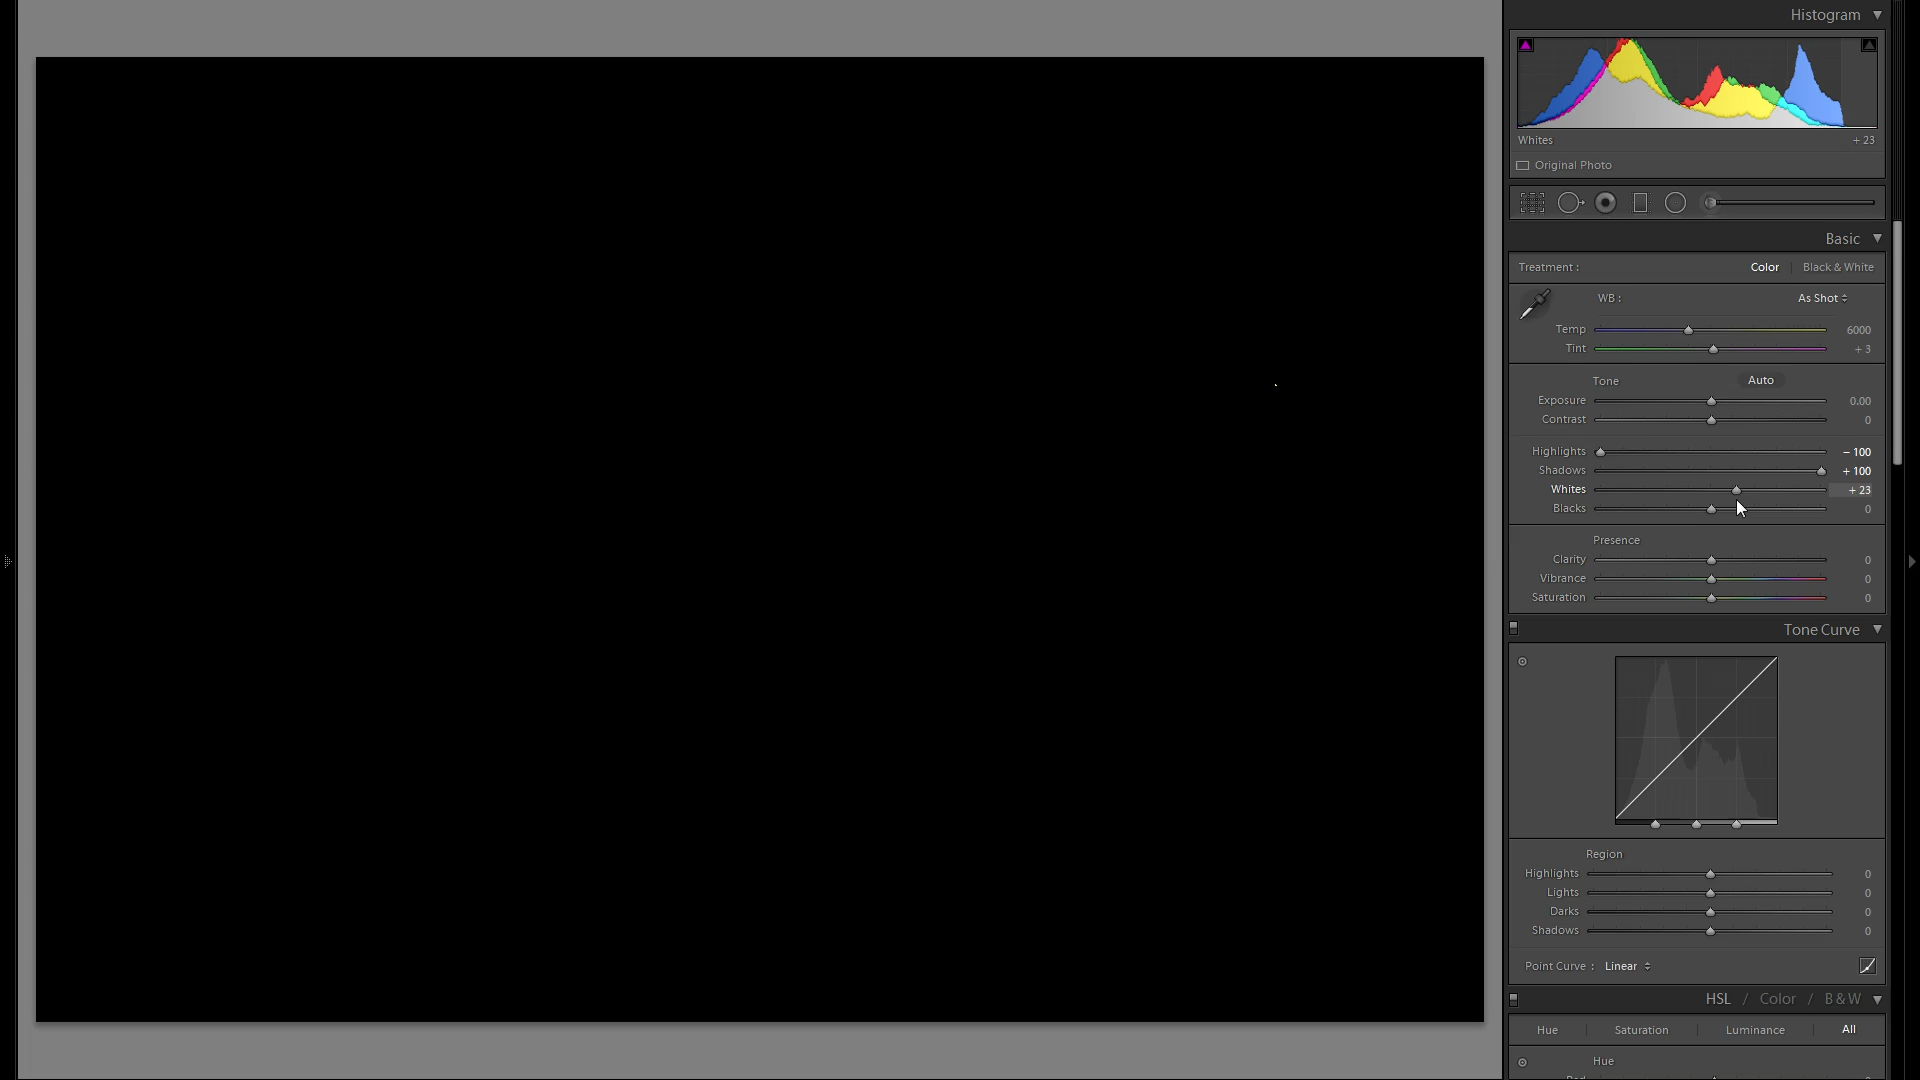 Histogram
Whites + 23
Original Photo
Basic
Treatment : Color Black & White
WB : As Shot
Temp 6000
Tint + 3
Tone Auto
Exposure 0.00
Contrast 0
Highlights – 100
Shadows + 100
Whites + 23
Blacks 0
Presence
Clarity 0
Vibrance 0
Saturation 0
Tone Curve
Region
Highlights 0
Lights 0
Darks 0
Shadows 0
Point Curve : Linear
HSL / Color / B & W
Hue Saturation Luminance All
Hue